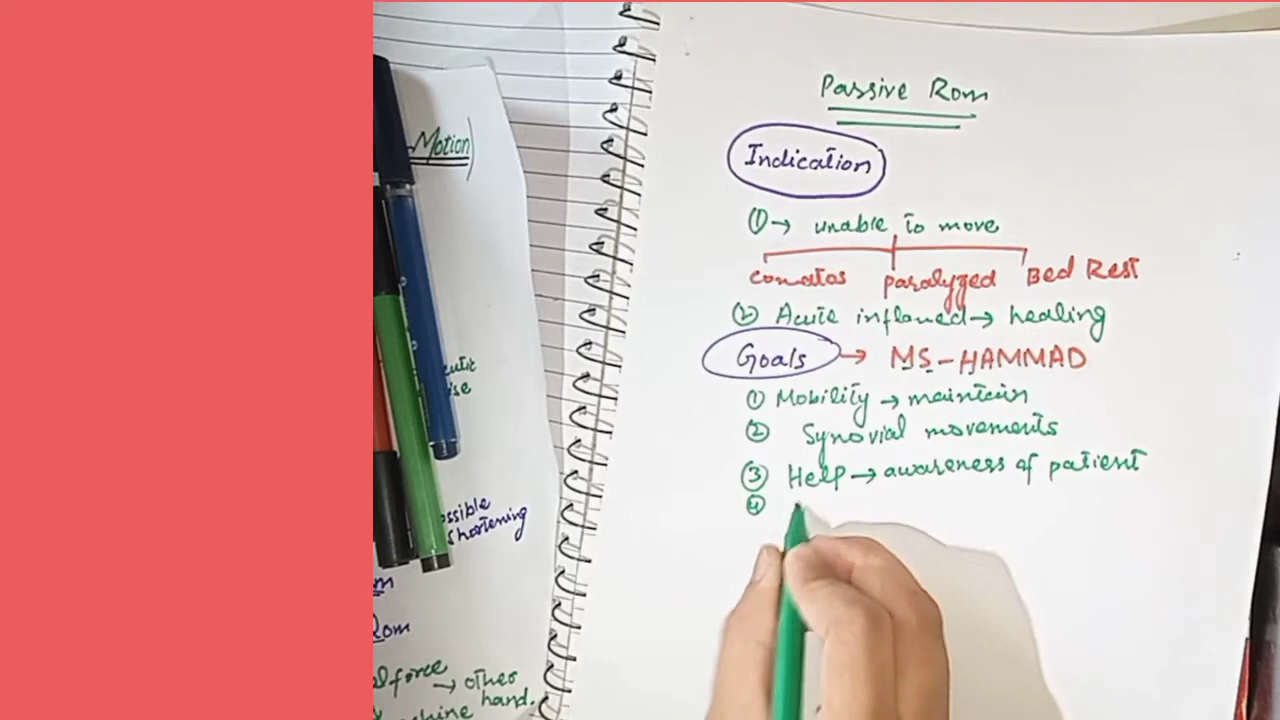 Motion)
ossible
shortening
Rom
force → other
hand.
Passive Rom
Indication
① → unable to move
comatos paralyzed Bed Rest
② Acute inflamed → healing
Goals → MS-HAMMAD
① Mobility → maintain
② Synovial movements
③ Help → awareness of patient
④